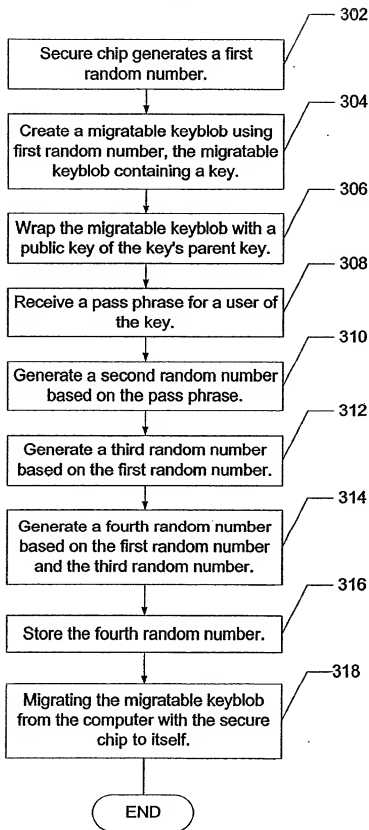 302
Secure chip generates a first
random number.
304
Create a migratable keyblob using
first random number, the migratable
keyblob containing a key.
306
Wrap the migratable keyblob with a
public key of the key's parent key.
308
Receive a pass phrase for a user of
the key.
310
Generate a second random number
based on the pass phrase.
312
Generate a third random number
based on the first random number.
314
Generate a fourth random number
based on the first random number
and the third random number.
316
Store the fourth random number.
318
Migrating the migratable keyblob
from the computer with the secure
chip to itself.
END